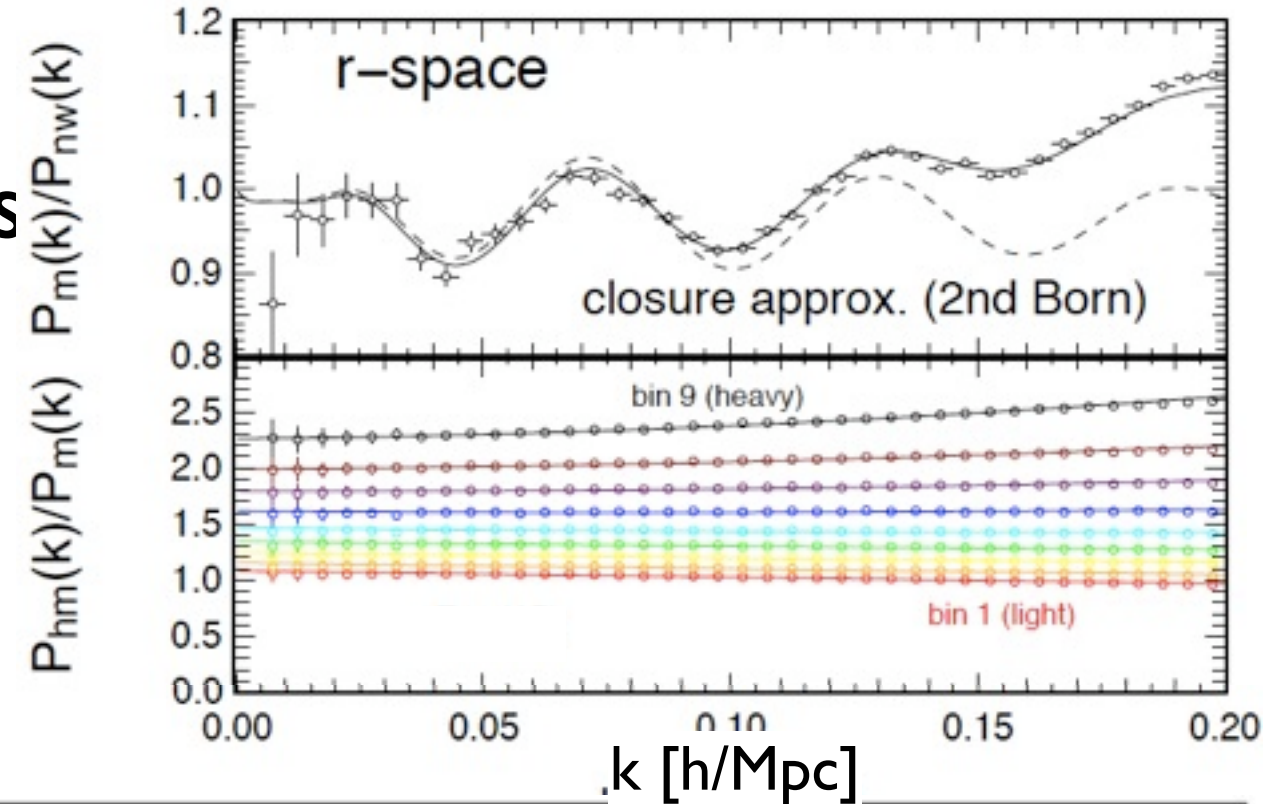 s
1.2
1.1
1.0
0.9
0.8
Pm(k)/Pnw(k)
r-space
closure approx. (2nd Born)
2.5
2.0
1.5
1.0
0.5
0.0
Phm(k)/Pm(k)
bin 9 (heavy)
bin 1 (light)
0.00 0.05 0.10 0.15 0.20
k [h/Mpc]